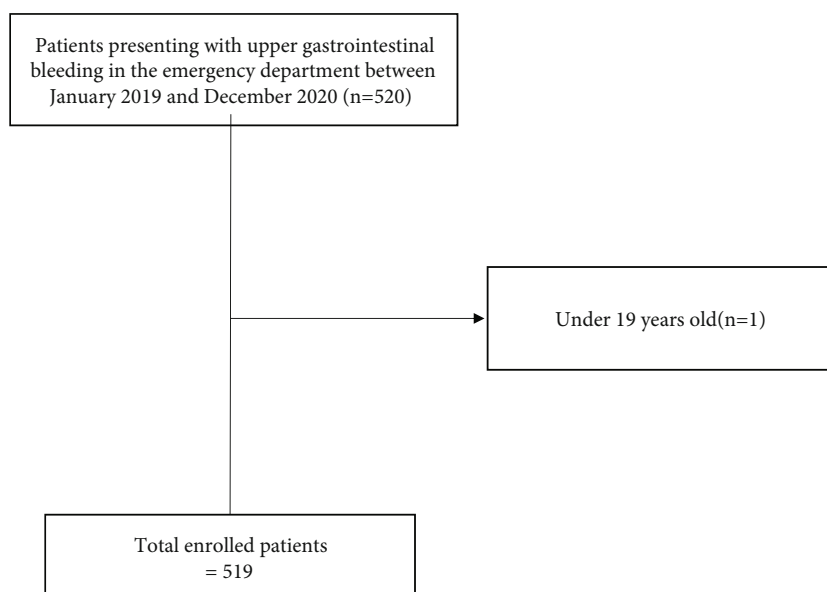 Patients presenting with upper gastrointestinal
bleeding in the emergency department between
January 2019 and December 2020 (n=520)
Under 19 years old(n=1)
Total enrolled patients
= 519